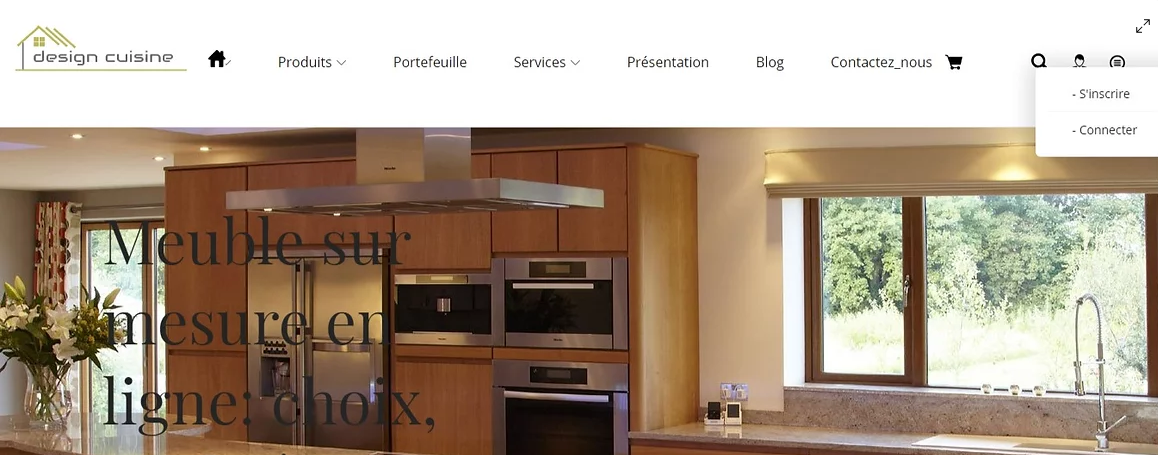 design cuisine
Produits
Portefeuille
Services
Présentation
Blog
Contactez_nous
- S'inscrire
- Connecter
Meuble sur
mesure en
ligne: choix,